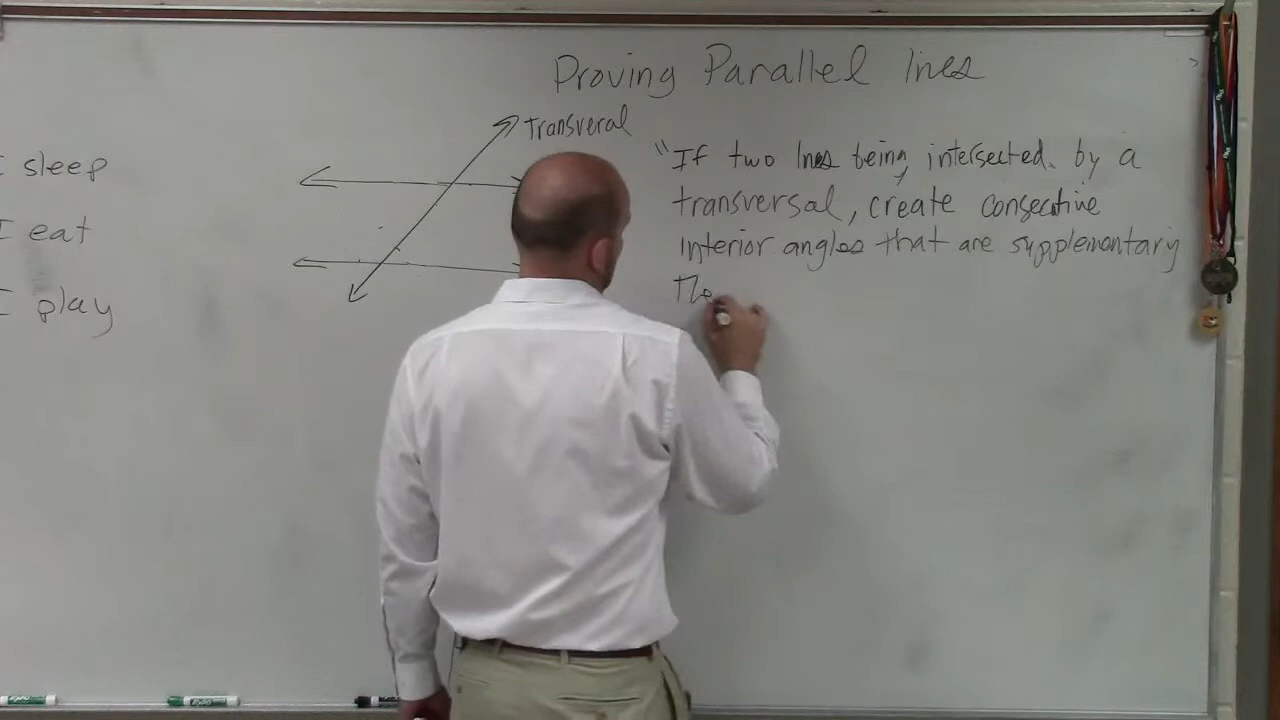 Proving Parallel lines
Transveral
I sleep
I eat
I play
"If two lines being, intersected. by a
transversal, create consecutive
interior angles that are supplementary
The